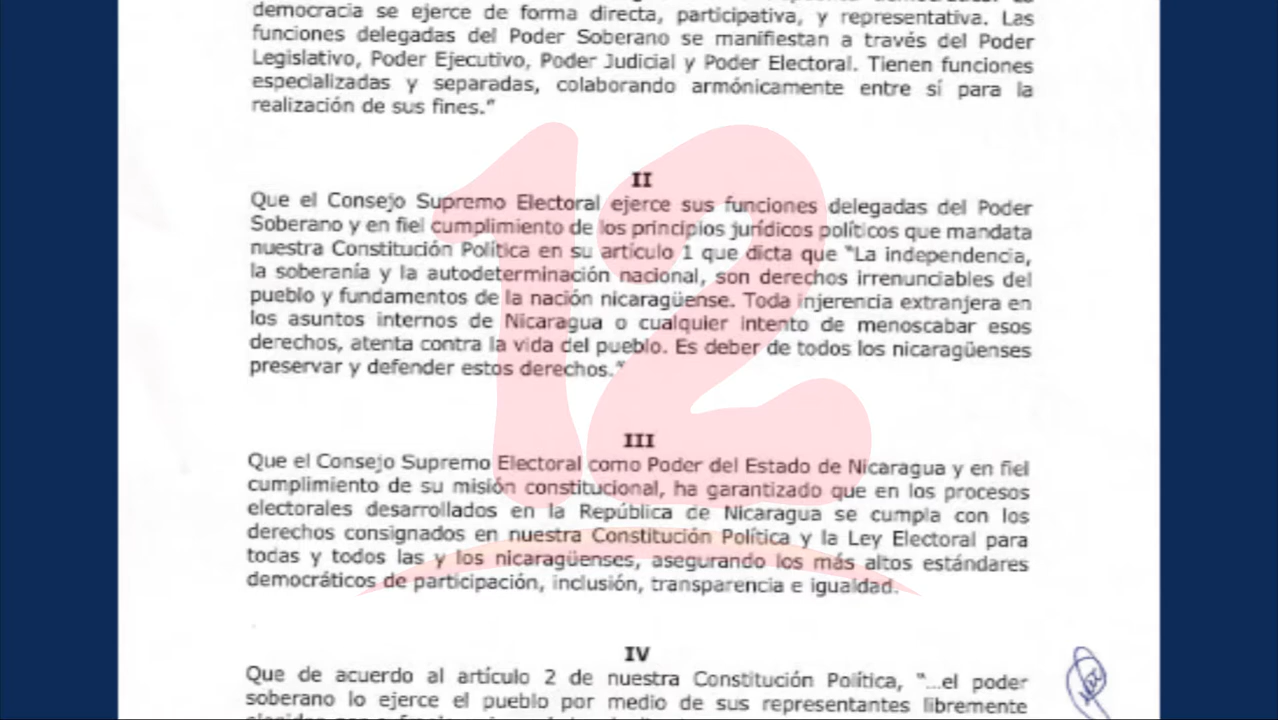 democracia se ejerce de forma directa, participativa, y representativa. Las
funciones delegadas del Poder Soberano se manifiestan a través del Poder
Legislativo, Poder Ejecutivo, Poder Judicial y Poder Electoral. Tienen funciones
especializadas y separadas, colaborando armónicamente entre sí para la
realización de sus fines."
II
Que el Consejo Supremo Electoral ejerce sus funciones delegadas del Poder
Soberano y en fiel cumplimiento de los principios jurídicos políticos que mandata
nuestra Constitución Política en su artículo 1 que dicta que "La independencia,
la soberanía y la autodeterminación nacional, son derechos irrenunciables del
pueblo y fundamentos de la nación nicaragüense. Toda injerencia extranjera en
los asuntos internos de Nicaragua o cualquier intento de menoscabar esos
derechos, atenta contra la vida del pueblo. Es deber de todos los nicaragüenses
preservar y defender estos derechos."
III
Que el Consejo Supremo Electoral como Poder del Estado de Nicaragua y en fiel
cumplimiento de su misión constitucional, ha garantizado que en los procesos
electorales desarrollados en la República de Nicaragua se cumpla con los
derechos consignados en nuestra Constitución Política y la Ley Electoral para
todas y todos las y los nicaragüenses, asegurando los más altos estándares
democráticos de participación, inclusión, transparencia e igualdad.
IV
Que de acuerdo al artículo 2 de nuestra Constitución Política, "...el poder
soberano lo ejerce el pueblo por medio de sus representantes libremente
12